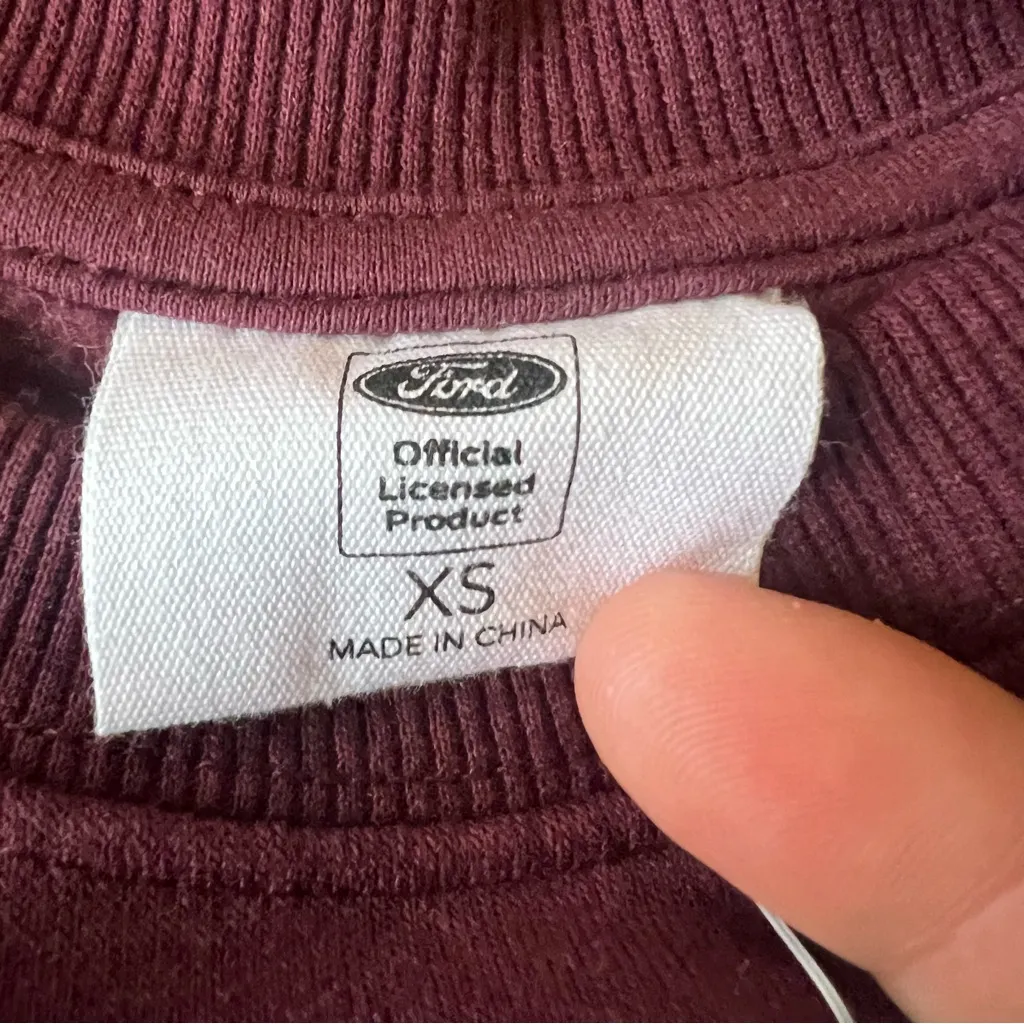 Ford
Official
Licensed
Product
XS
MADE IN CHINA